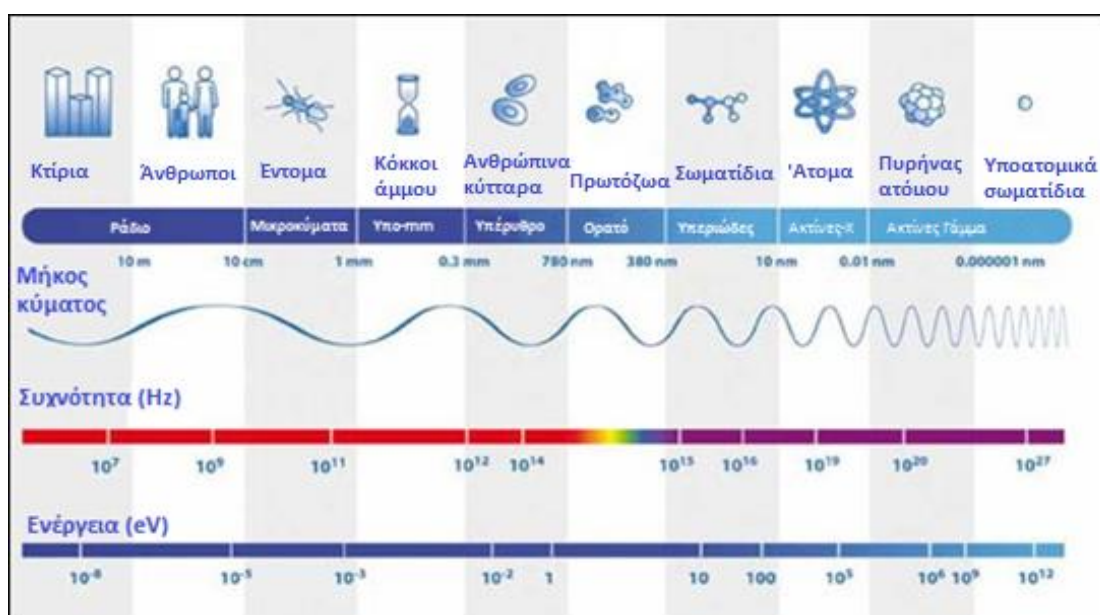 Κτίρια
Άνθρωποι
Έντομα
Κόκκοι
άμμου
Ανθρώπινα
κύτταρα
Πρωτόζωα
Σωματίδια
'Ατομα
Πυρήνας
ατόμου
Υποατομικά
σωματίδια
Ράδιο Μικροκύματα Υπο-mm Υπέρυθρο Ορατό Υπεριώδες Ακτίνες-Χ Ακτίνες Γάμμα
10 m 10 cm 1 mm 0.3 mm 780 nm 380 nm 10 nm 0.01 nm 0.000001 nm
Μήκος
κύματος
Συχνότητα (Hz)
10⁷ 10⁹ 10¹¹ 10¹² 10¹⁴ 10¹⁵ 10¹⁶ 10¹⁹ 10²⁰ 10²⁷
Ενέργεια (eV)
10⁻⁸ 10⁻⁵ 10⁻³ 10⁻² 1 10 100 10⁵ 10⁶ 10⁹ 10¹²